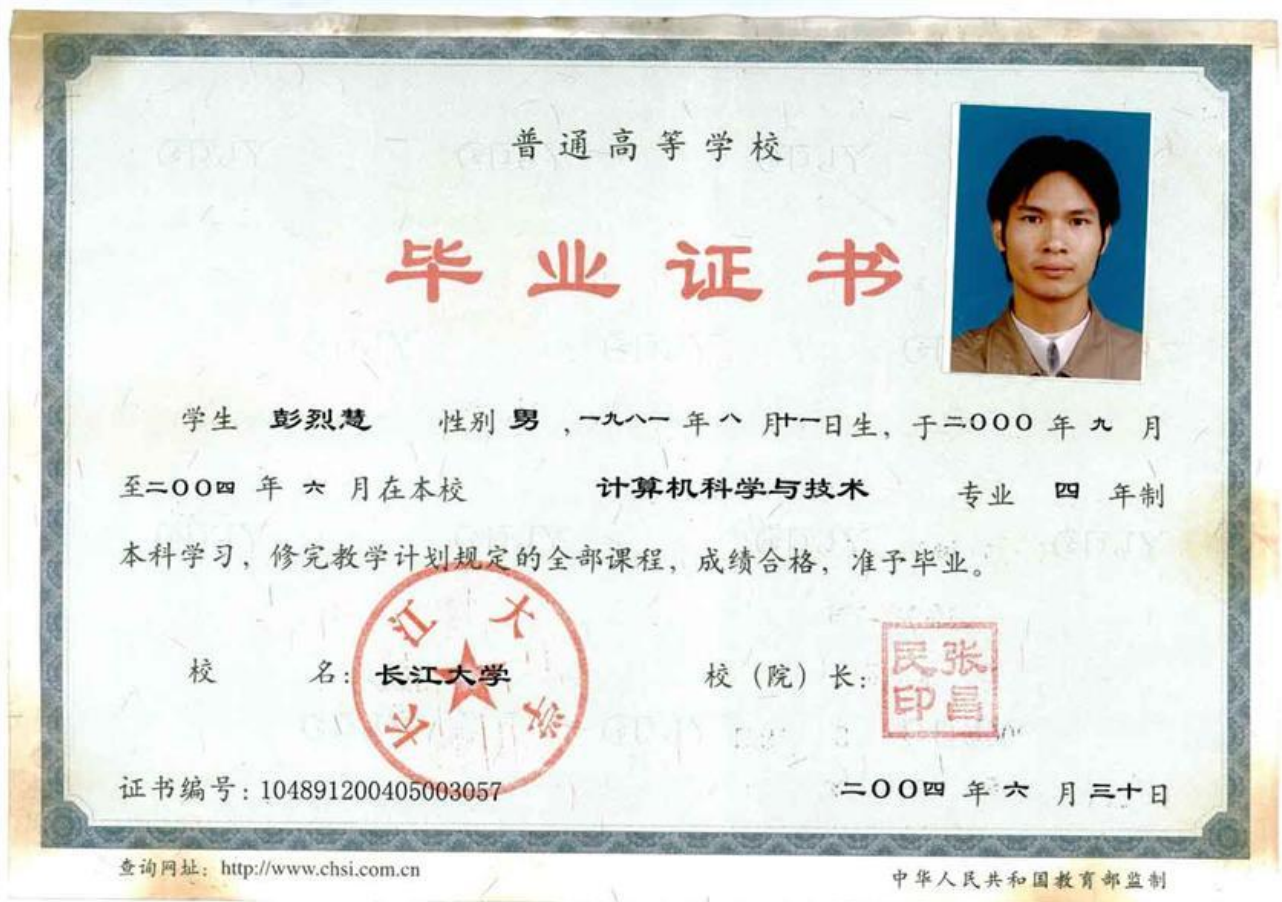 普通高等学校
毕业证书
学生 彭烈慧 性别 男 ,一九八一 年 八 月十一日生, 于二000 年 九 月
至二00四 年 六 月在本校 计算机科学与技术 专业 四 年制
本科学习, 修完教学计划规定的全部课程, 成绩合格, 准予毕业。
长江大学
校 名: 长江大学 校 (院) 长:
张昌民印
证书编号: 104891200405003057 二00四 年 六 月 三十日
查询网址: http://www.chsi.com.cn 中华人民共和国教育部监制